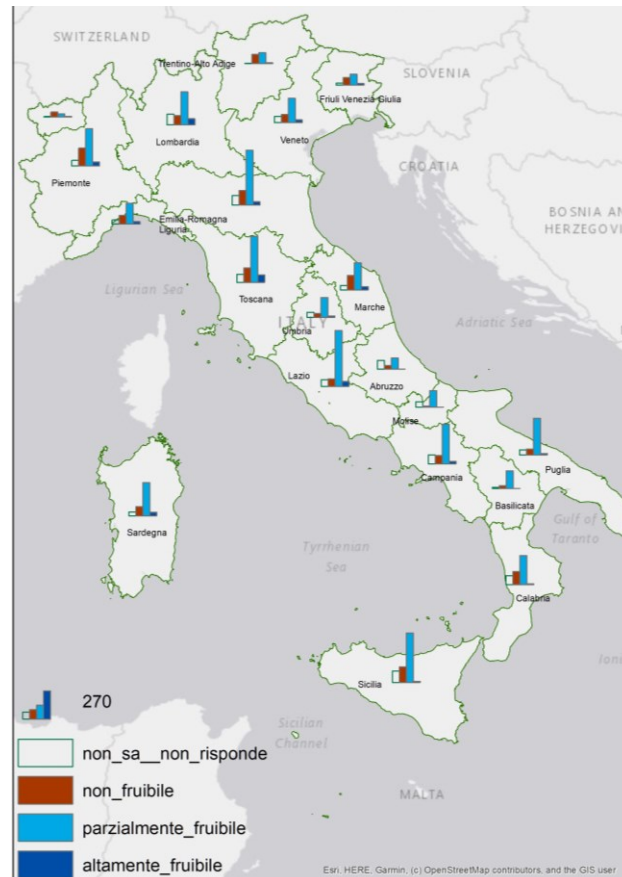 SWITZERLAND
Trentino-Alto Adige
SLOVENIA
Friuli Venezia Giulia
Lombardia
Veneto
CROATIA
Piemonte
BOSNIA AN
HERZEGOVI
Emilia-Romagna
Liguria
Ligurian Sea
Toscana
Marche
ITALY
Umbria
Adriatic Sea
Lazio
Abruzzo
Molise
Campania
Puglia
Basilicata
Gulf of
Taranto
Sardegna
Tyrrhenian
Sea
Calabria
Ioni
Sicilia
270
Sicilian
Channel
non_sa__non_risponde
non_fruibile
MALTA
parzialmente_fruibile
altamente_fruibile
Esri, HERE, Garmin, (c) OpenStreetMap contributors, and the GIS user